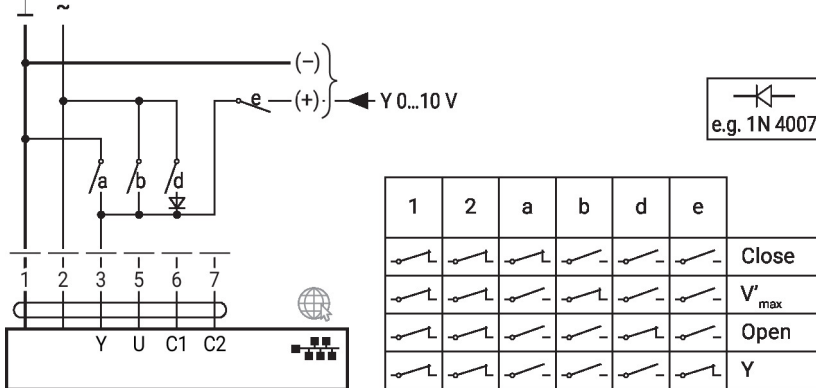 ⊥ ~
(–)
(+) Y 0...10 V
e
a b d
1 2 3 5 6 7
Y U C1 C2
e.g. 1N 4007
1 2 a b d e
Close
V'max
Open
Y